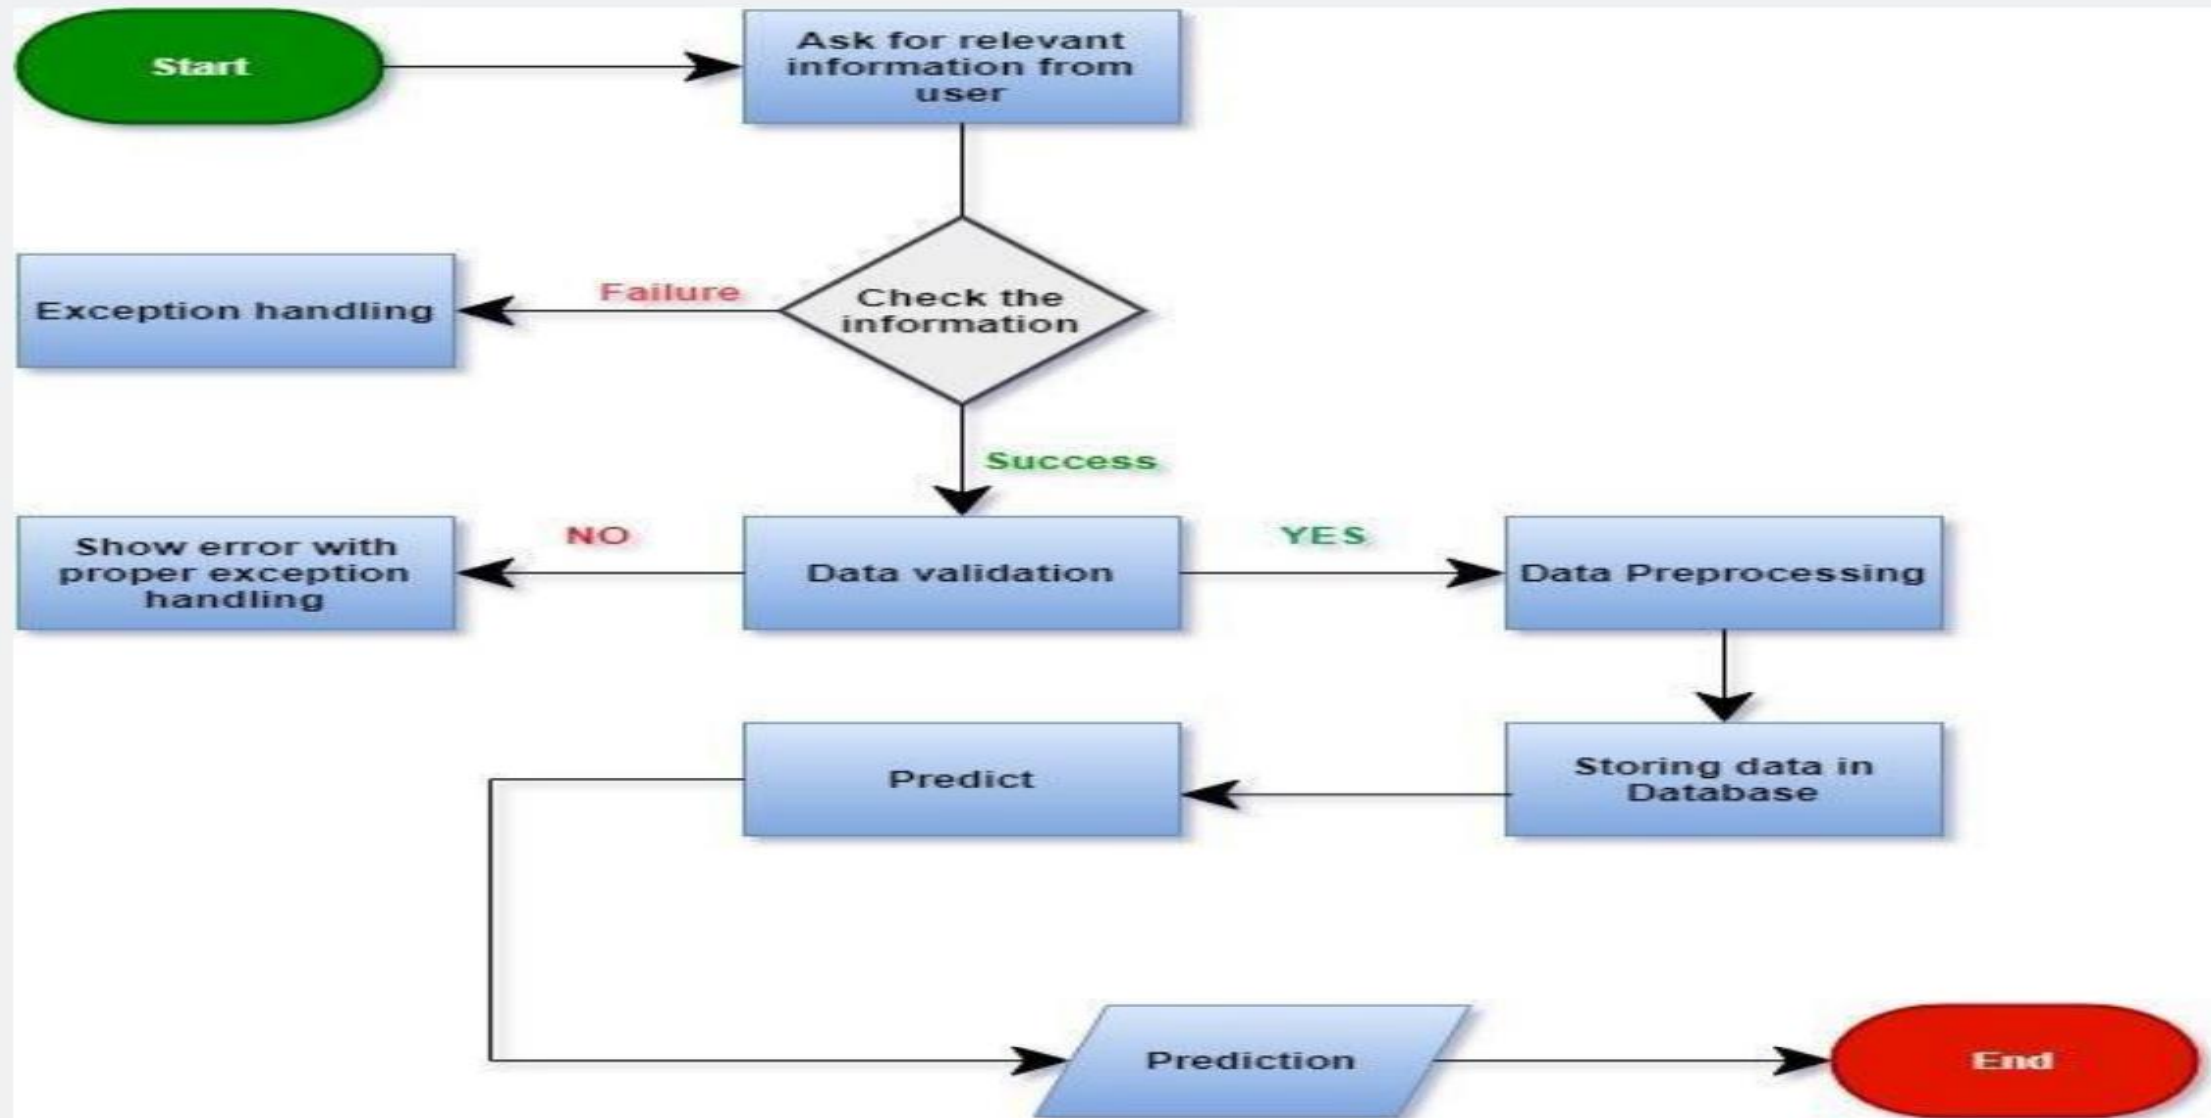 Start
Ask for relevant
information from
user
Exception handling
Failure
Check the
information
Success
Show error with
proper exception
handling
NO
Data validation
YES
Data Preprocessing
Predict
Storing data in
Database
Prediction
End